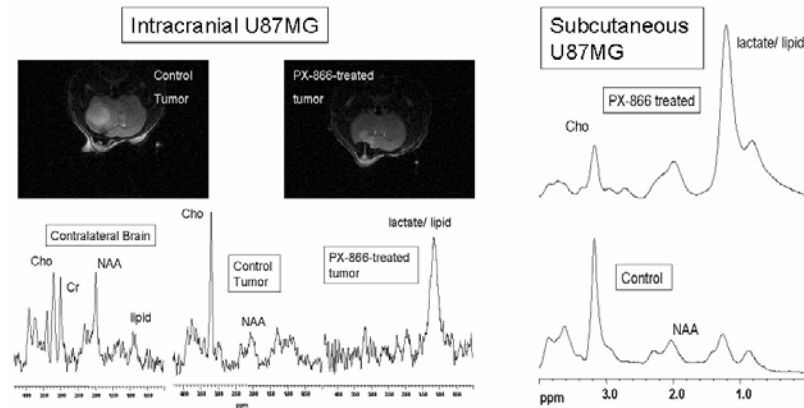 Intracranial U87MG
Control
Tumor
PX-866-treated
tumor
Contralateral Brain
Cho
Cr
NAA
lipid
Cho
Control
Tumor
NAA
lactate/ lipid
PX-866-treated
tumor
ppm
Subcutaneous
U87MG
lactate/ lipid
PX-866 treated
Cho
Control
NAA
ppm 3.0 2.0 1.0